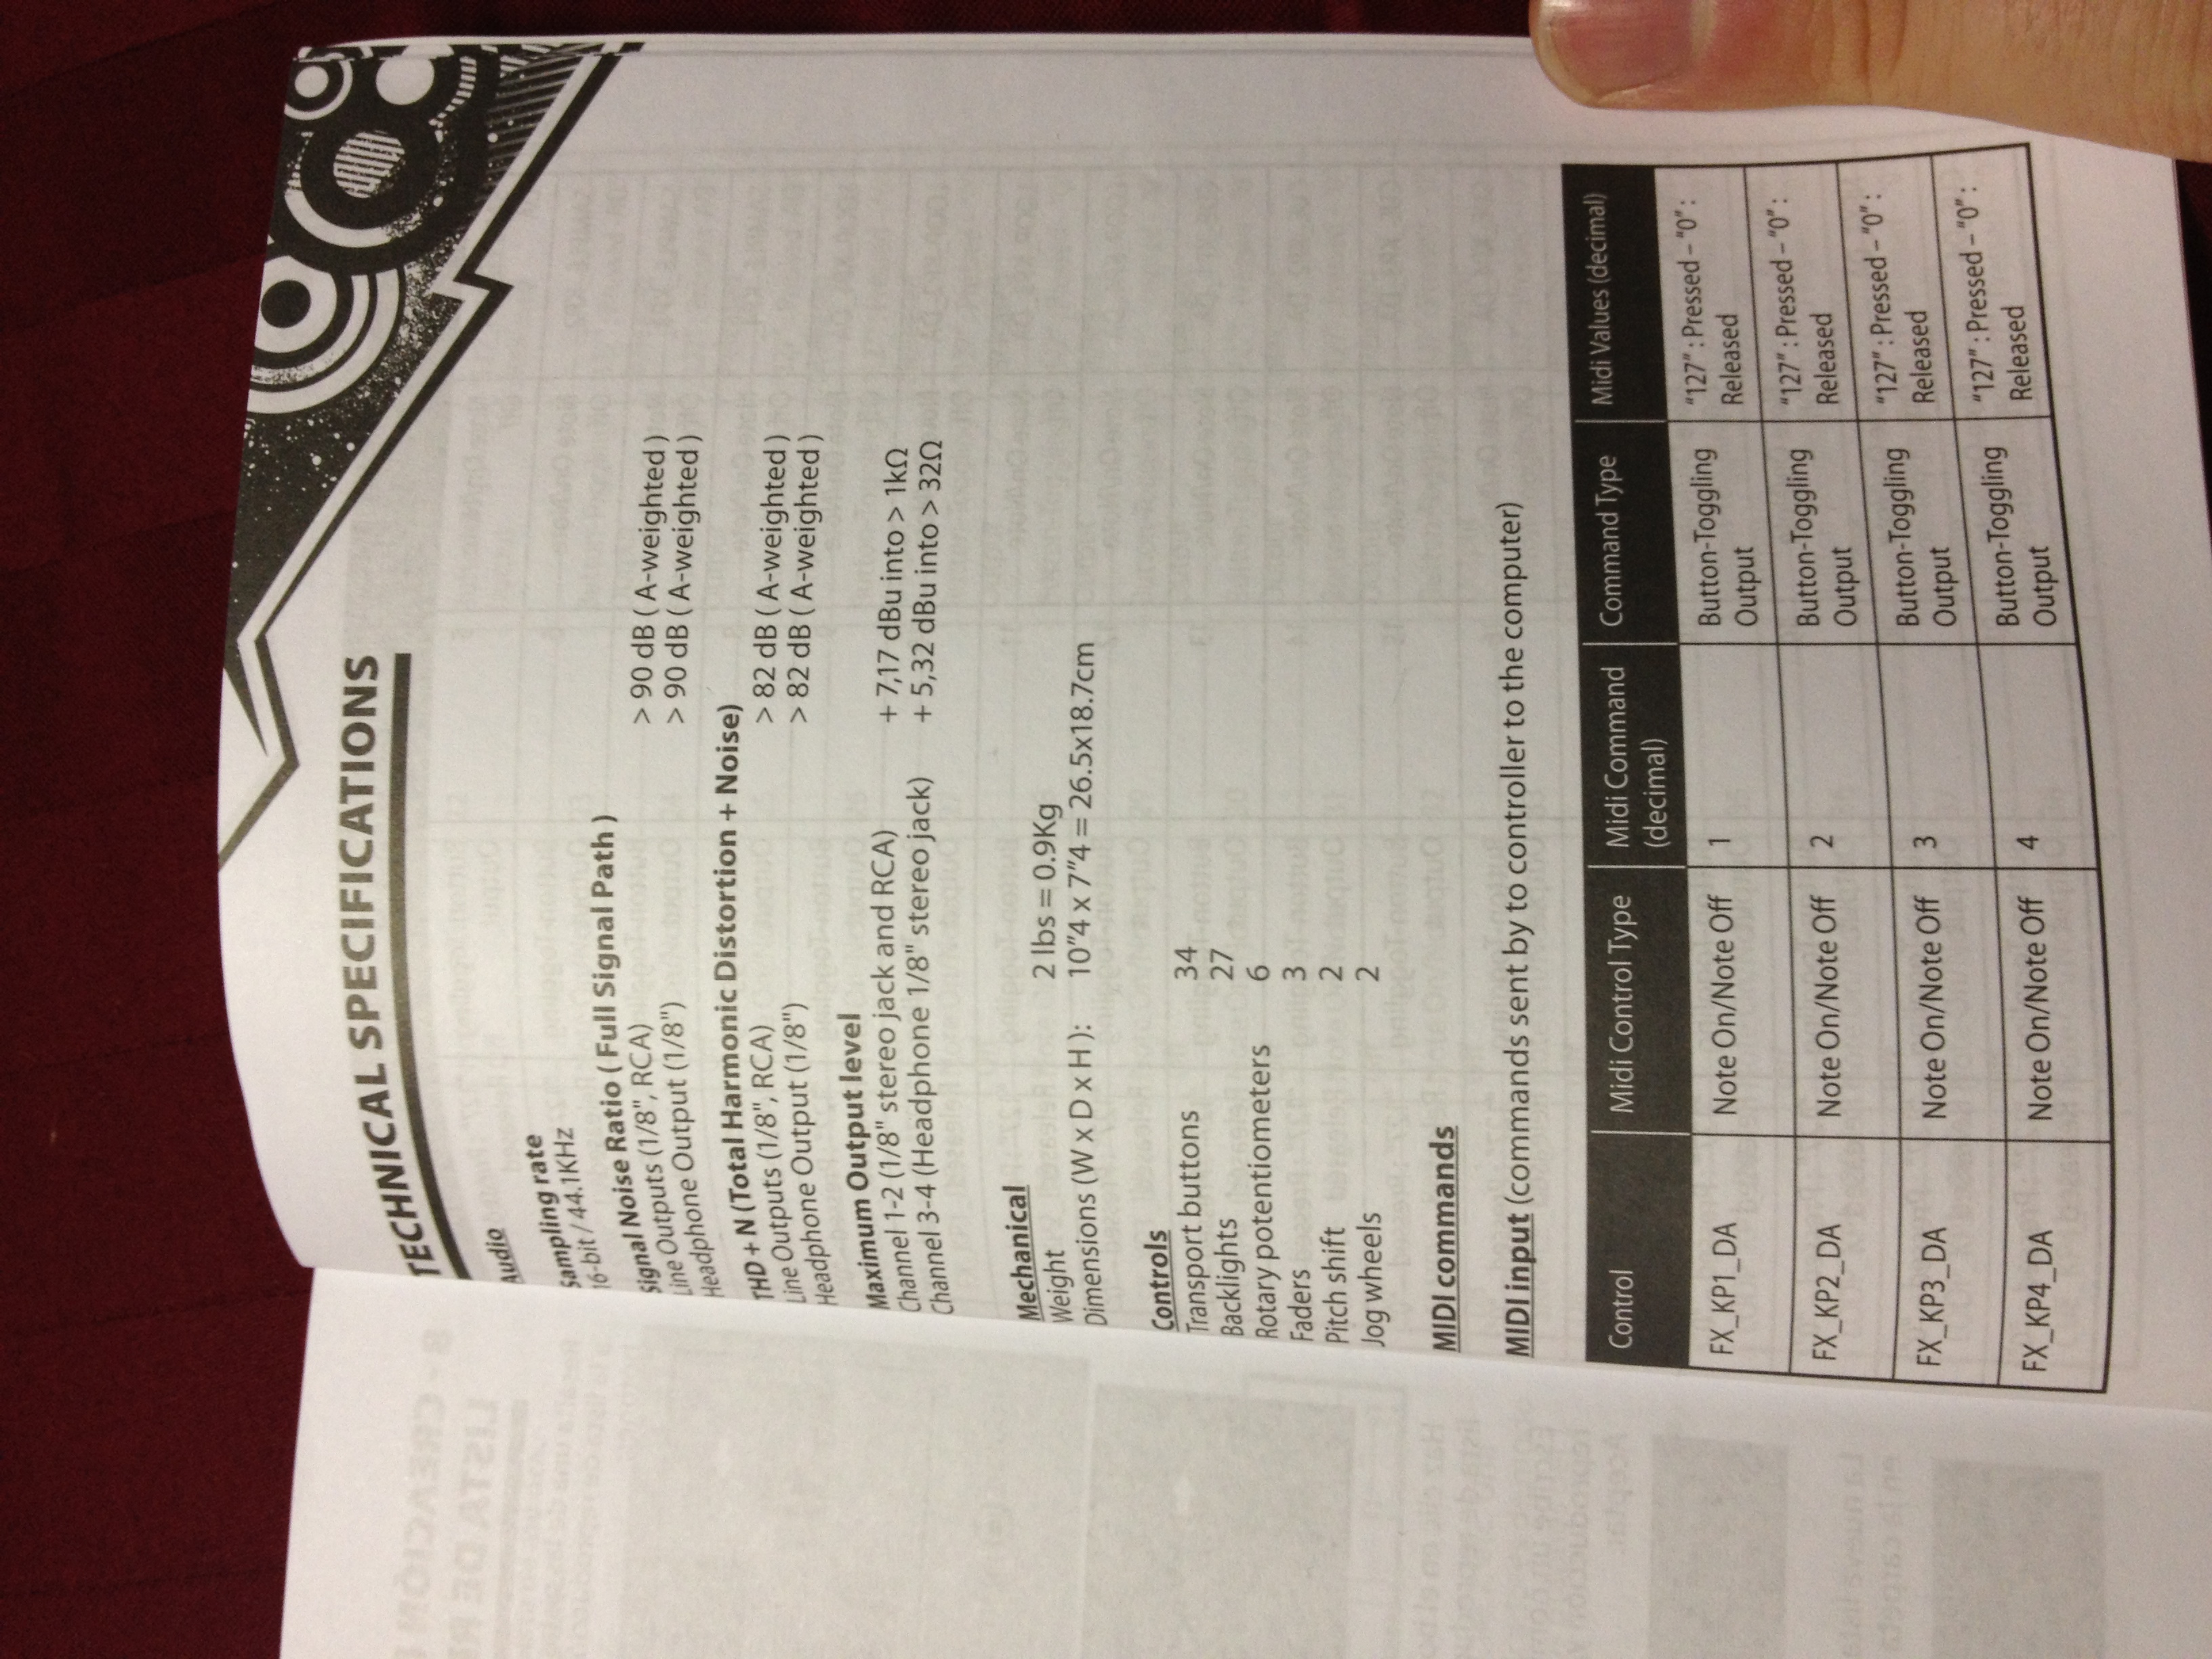 TECHNICAL SPECIFICATIONS
Audio
Sampling rate
16-bit / 44.1KHz
Signal Noise Ratio ( Full Signal Path )
Line Outputs (1/8", RCA) > 90 dB ( A-weighted )
Headphone Output (1/8") > 90 dB ( A-weighted )
THD + N (Total Harmonic Distortion + Noise)
Line Outputs (1/8", RCA) > 82 dB ( A-weighted )
Headphone Output (1/8") > 82 dB ( A-weighted )
Maximum Output level
Channel 1-2 (1/8" stereo jack and RCA) + 7,17 dBu into > 1kΩ
Channel 3-4 (Headphone 1/8" stereo jack) + 5,32 dBu into > 32Ω
Mechanical
Weight 2 lbs = 0.9Kg
Dimensions (W x D x H ): 10"4 x 7"4 = 26.5x18.7cm
Controls
Transport buttons 34
Backlights 27
Rotary potentiometers 6
Faders 3
Pitch shift 2
Jog wheels 2
MIDI commands
MIDI input (commands sent by to controller to the computer)
Control Midi Control Type Midi Command (decimal) Command Type Midi Values (decimal)
FX_KP1_DA Note On/Note Off 1 Button-Toggling Output "127" : Pressed – "0" : Released
FX_KP2_DA Note On/Note Off 2 Button-Toggling Output "127" : Pressed – "0" : Released
FX_KP3_DA Note On/Note Off 3 Button-Toggling Output "127" : Pressed – "0" : Released
FX_KP4_DA Note On/Note Off 4 Button-Toggling Output "127" : Pressed – "0" : Released